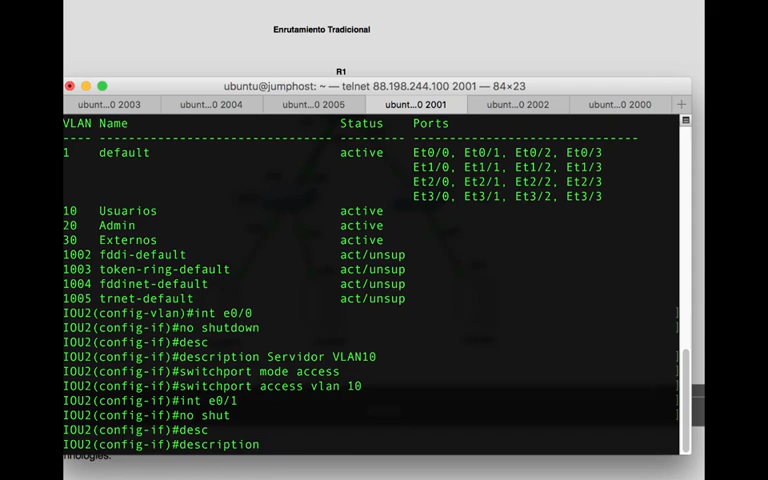 Enrutamiento Tradicional
R1
ubuntu@jumphost: ~ — telnet 88.198.244.100 2001 — 84×23
ubunt...0 2003 ubunt...0 2004 ubunt...0 2005 ubunt...0 2001 ubunt...0 2002 ubunt...0 2000 +
VLAN Name Status Ports
---- -------------------------------- --------- -------------------------------
1 default active Et0/0, Et0/1, Et0/2, Et0/3
Et1/0, Et1/1, Et1/2, Et1/3
Et2/0, Et2/1, Et2/2, Et2/3
Et3/0, Et3/1, Et3/2, Et3/3
10 Usuarios active
20 Admin active
30 Externos active
1002 fddi-default act/unsup
1003 token-ring-default act/unsup
1004 fddinet-default act/unsup
1005 trnet-default act/unsup
IOU2(config-vlan)#int e0/0
IOU2(config-if)#no shutdown
IOU2(config-if)#desc
IOU2(config-if)#description Servidor VLAN10
IOU2(config-if)#switchport mode access
IOU2(config-if)#switchport access vlan 10
IOU2(config-if)#int e0/1
IOU2(config-if)#no shut
IOU2(config-if)#desc
IOU2(config-if)#description